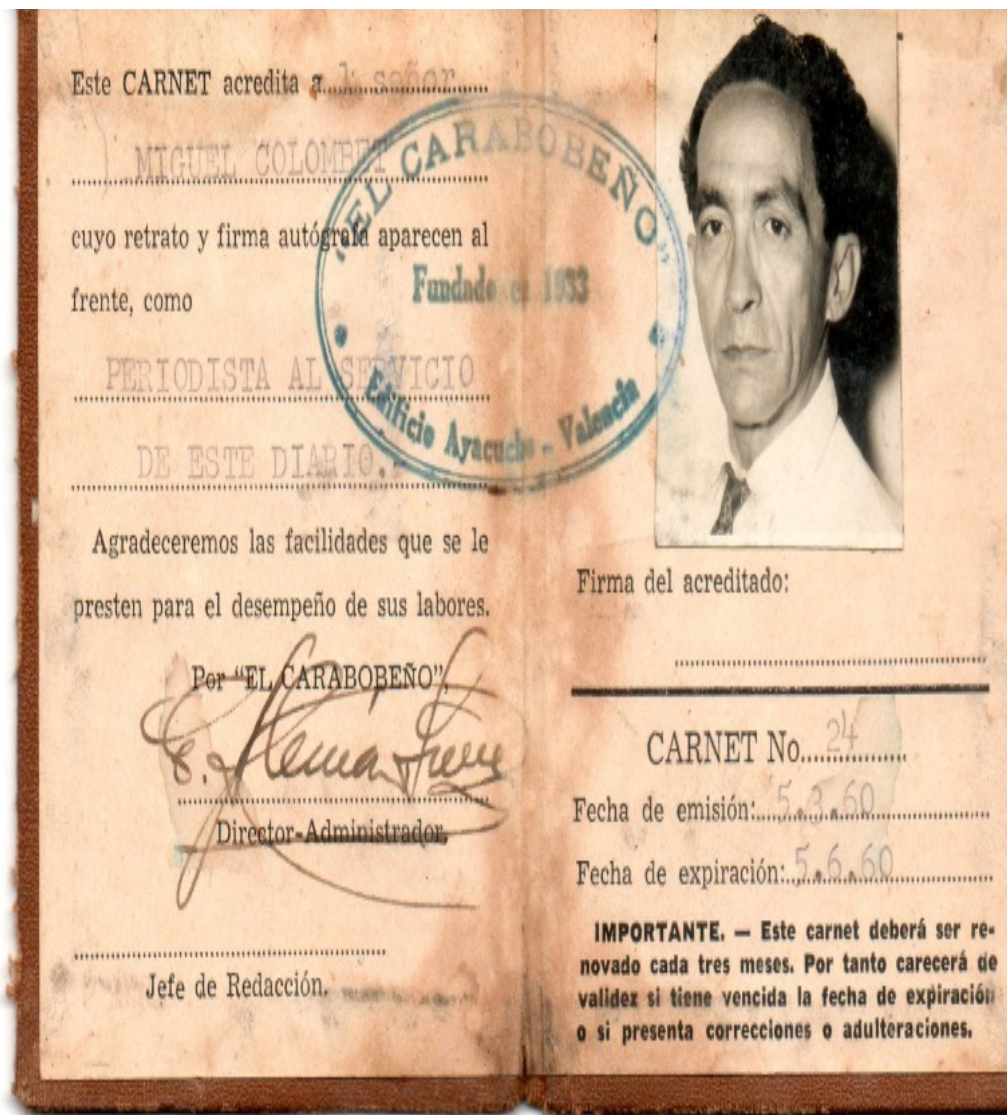 Este CARNET acredita a l señor
MIGUEL COLOMBET
cuyo retrato y firma autógrafa aparecen al
frente, como
PERIODISTA AL SERVICIO
DE ESTE DIARIO.
Agradeceremos las facilidades que se le
presten para el desempeño de sus labores.
Por "EL CARABOBEÑO",
Director-Administrador,
Jefe de Redacción.
"EL CARABOBEÑO"
Fundado en 1933
Edificio Ayacucho - Valencia
Firma del acreditado:
CARNET No. 24
Fecha de emisión: 5.3.60
Fecha de expiración: 5.6.60
IMPORTANTE. — Este carnet deberá ser re-
novado cada tres meses. Por tanto carecerá de
validez si tiene vencida la fecha de expiración
o si presenta correcciones o adulteraciones.